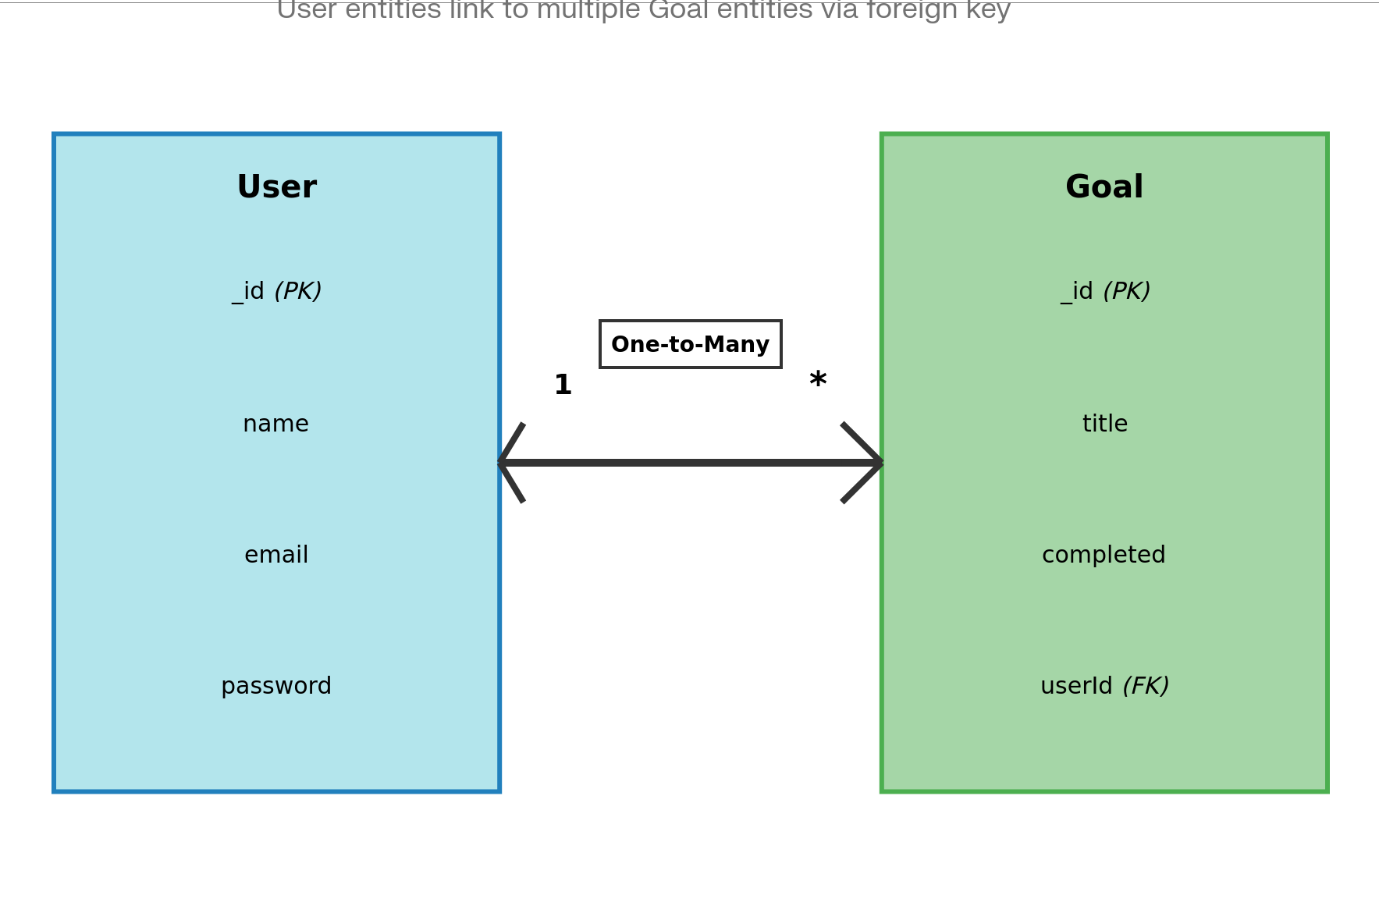 User entities link to multiple Goal entities via foreign key
User
_id (PK)
name
email
password
One-to-Many
1
*
Goal
_id (PK)
title
completed
userId (FK)